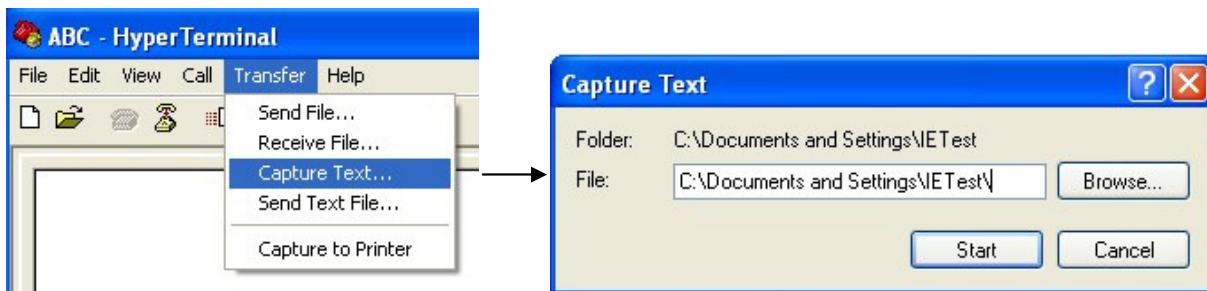 ABC - HyperTerminal
File Edit View Call Transfer Help
Send File...
Receive File...
Capture Text...
Send Text File...
Capture to Printer
Capture Text
Folder: C:\Documents and Settings\IETest
File: C:\Documents and Settings\IETest\
Browse...
Start Cancel